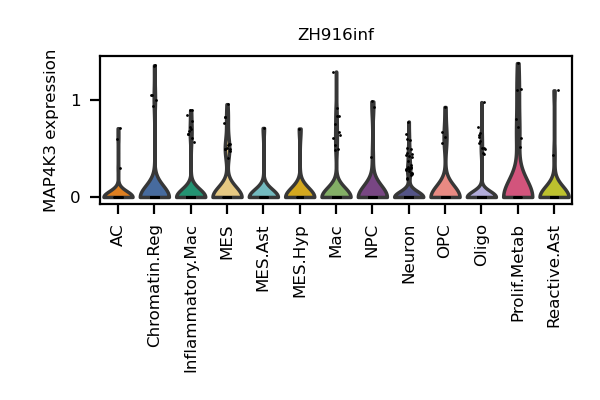 ZH916inf
MAP4K3 expression
1
0
AC
Chromatin.Reg
Inflammatory.Mac
MES
MES.Ast
MES.Hyp
Mac
NPC
Neuron
OPC
Oligo
Prolif.Metab
Reactive.Ast